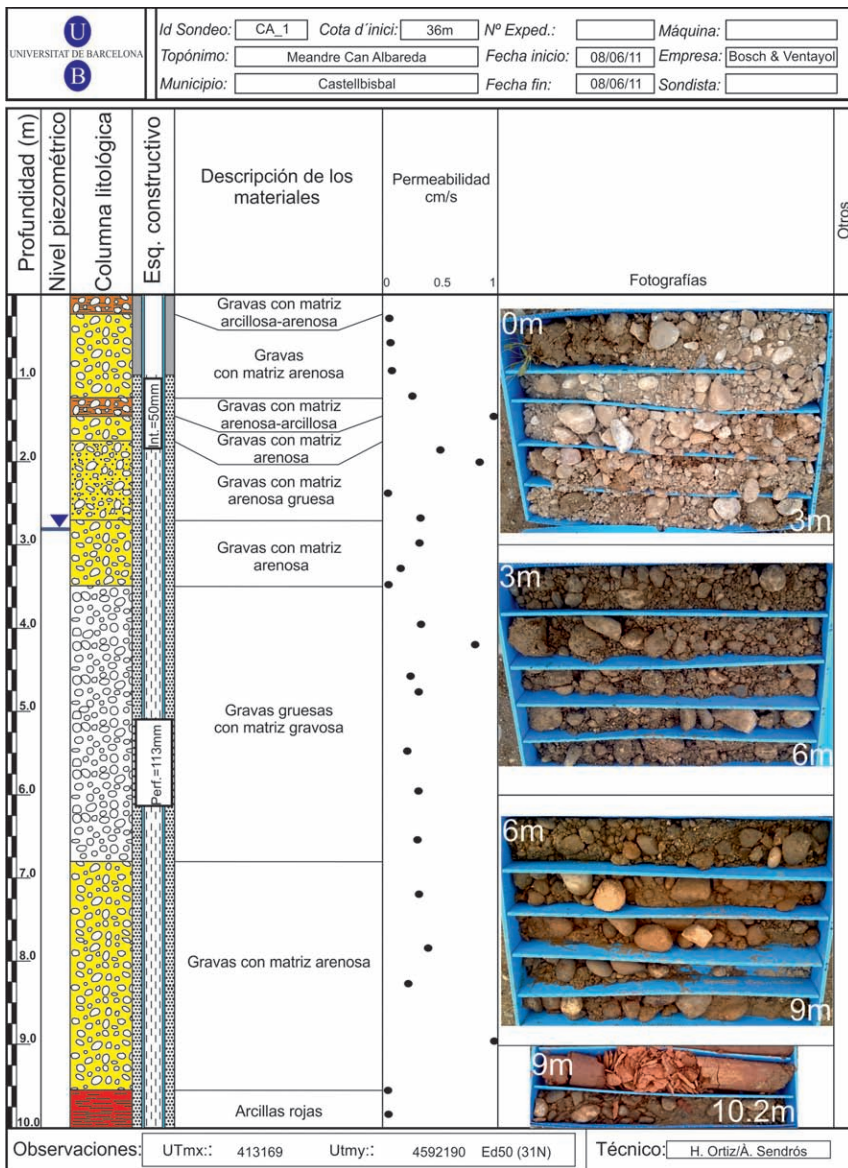 U
UNIVERSITAT DE BARCELONA
B
Id Sondeo: CA_1 Cota d´inici: 36m Nº Exped.: Máquina:
Topónimo: Meandre Can Albareda Fecha inicio: 08/06/11 Empresa: Bosch & Ventayol
Municipio: Castellbisbal Fecha fin: 08/06/11 Sondista:
Profundidad (m)
Nivel piezométrico
Columna litológica
Esq. constructivo
Descripción de los
materiales
Permeabilidad
cm/s
0 0.5 1
Fotografías
Otros
Gravas con matriz
arcillosa-arenosa
Gravas
con matriz arenosa
Gravas con matriz
arenosa-arcillosa
Gravas con matriz
arenosa
Gravas con matriz
arenosa gruesa
Gravas con matriz
arenosa
Gravas gruesas
con matriz gravosa
Gravas con matriz arenosa
Arcillas rojas
1.0
2.0
3.0
4.0
5.0
6.0
7.0
8.0
9.0
10.0
Int.=50mm
Perf.=113mm
0m
3m
3m
6m
6m
9m
9m
10.2m
Observaciones: UTmx:: 413169 Utmy:: 4592190 Ed50 (31N) Técnico: H. Ortiz/À. Sendrós